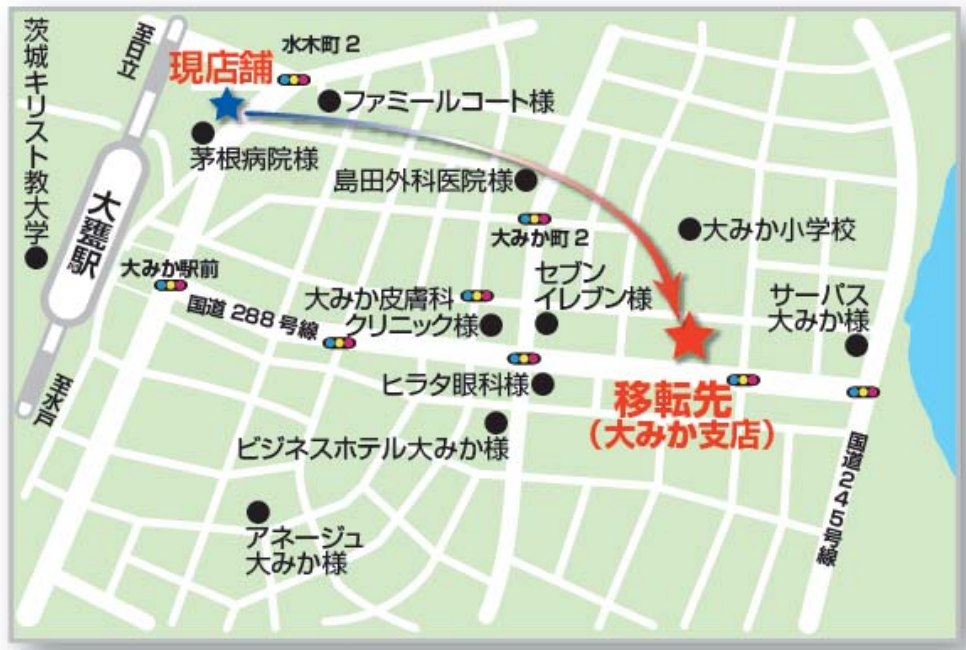 茨城キリスト教大学
至日立
大甕駅
至水戸
現店舗
水木町2
ファミールコート様
茅根病院様
島田外科医院様
大みか町2
大みか小学校
大みか駅前
国道288号線
大みか皮膚科
クリニック様
セブン
イレブン様
サーパス
大みか様
ヒラタ眼科様
移転先
(大みか支店)
ビジネスホテル大みか様
アネージュ
大みか様
国道245号線